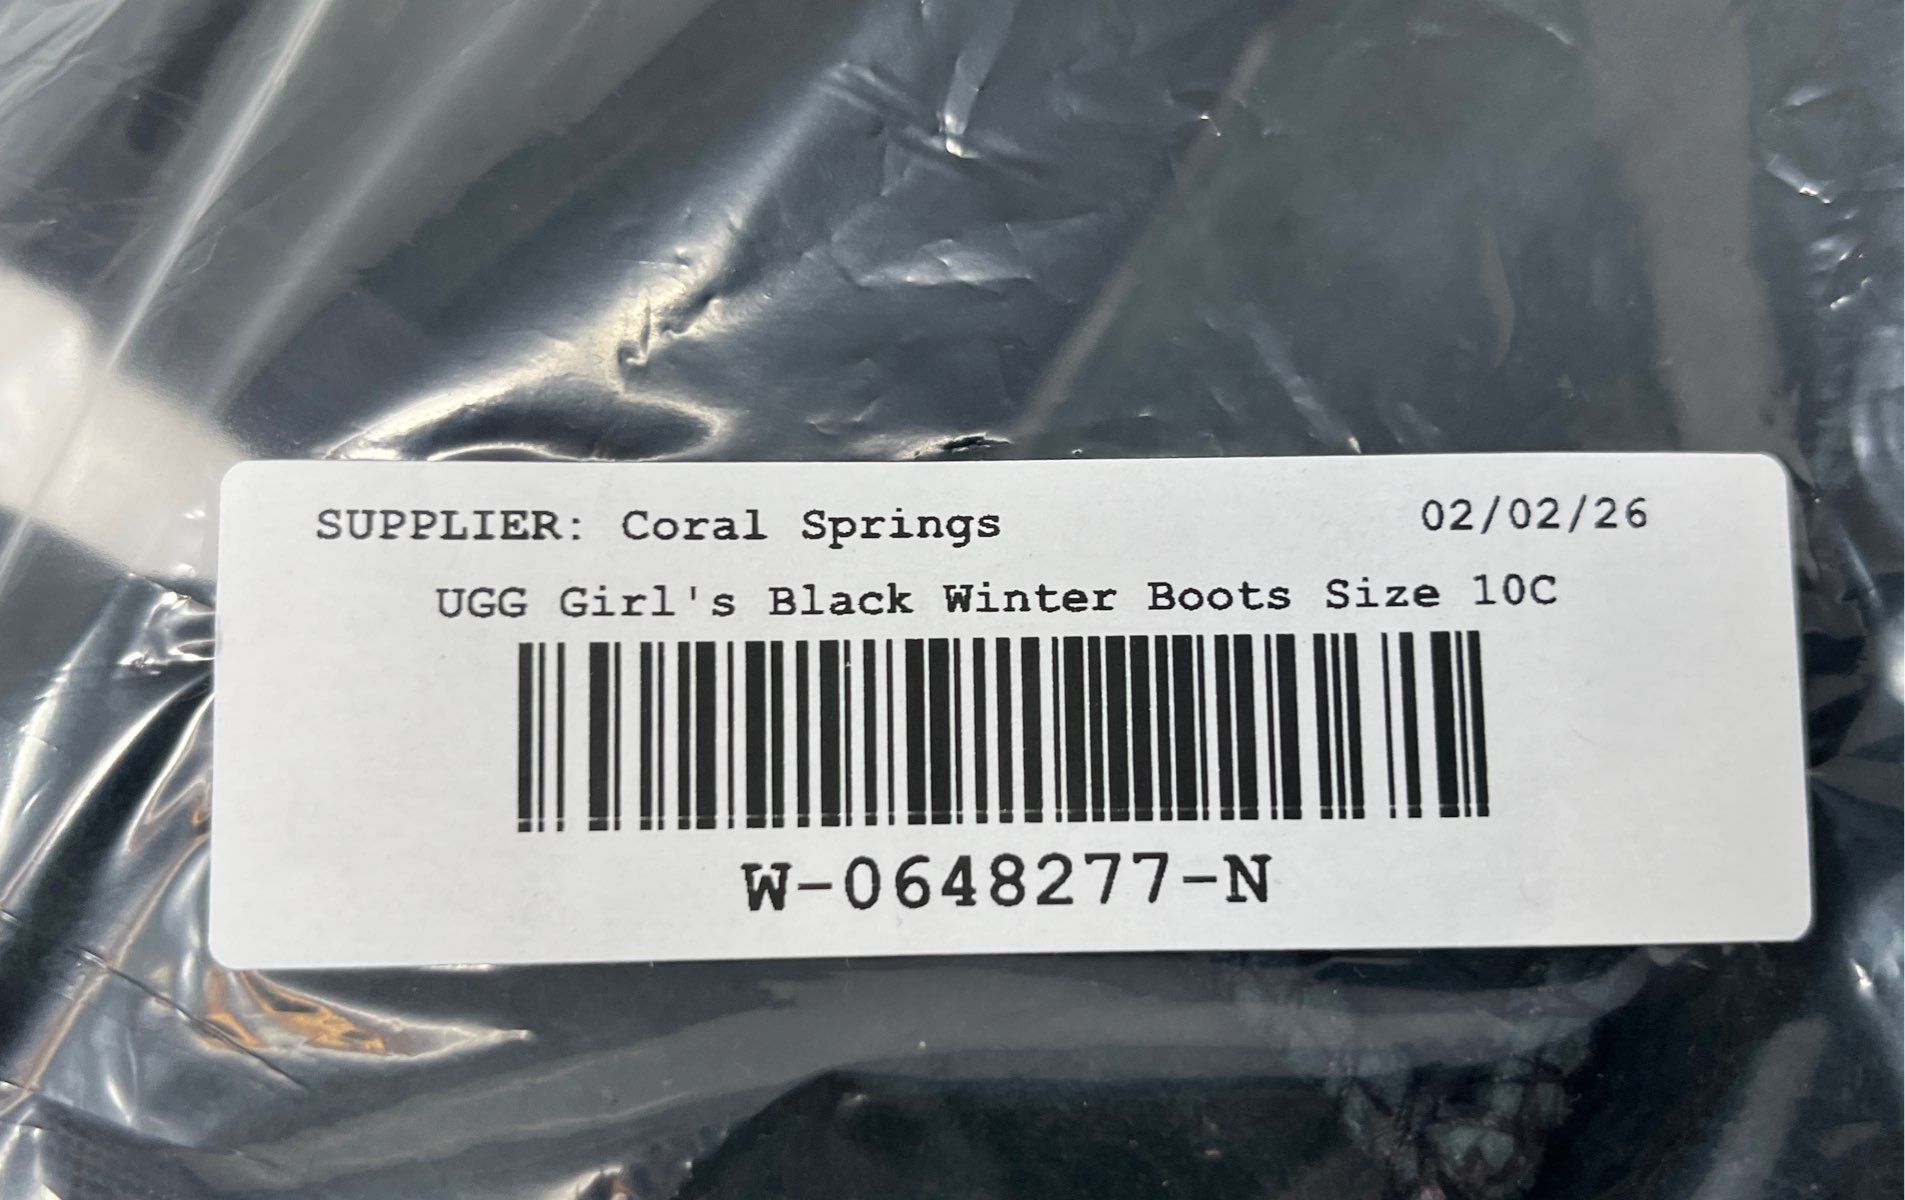 SUPPLIER: Coral Springs 02/02/26
UGG Girl's Black Winter Boots Size 10C
W-0648277-N